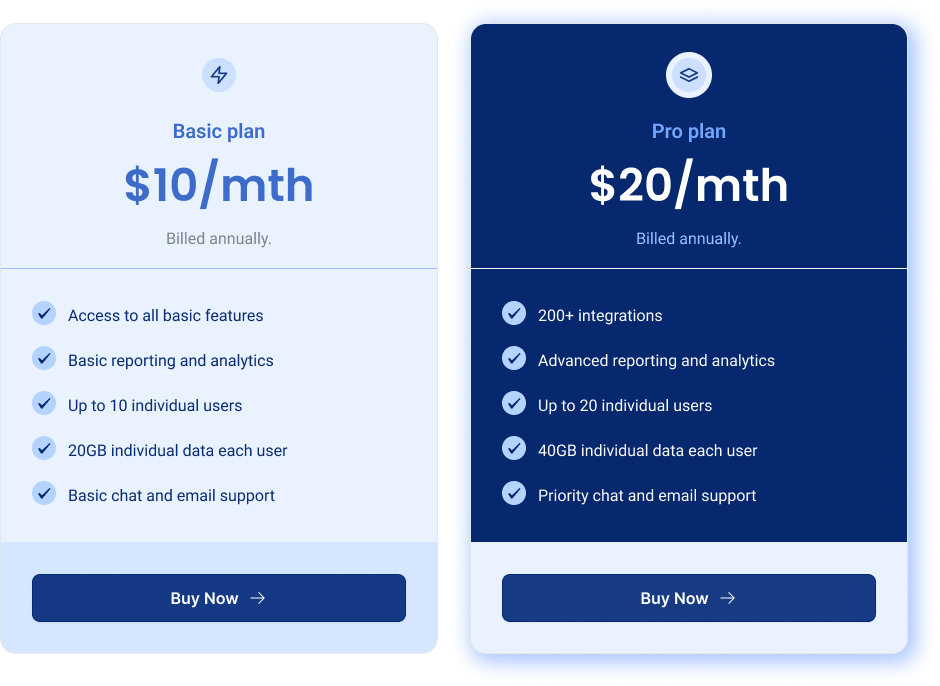 Basic plan
$10/mth
Billed annually.
Access to all basic features
Basic reporting and analytics
Up to 10 individual users
20GB individual data each user
Basic chat and email support
Buy Now
Pro plan
$20/mth
Billed annually.
200+ integrations
Advanced reporting and analytics
Up to 20 individual users
40GB individual data each user
Priority chat and email support
Buy Now